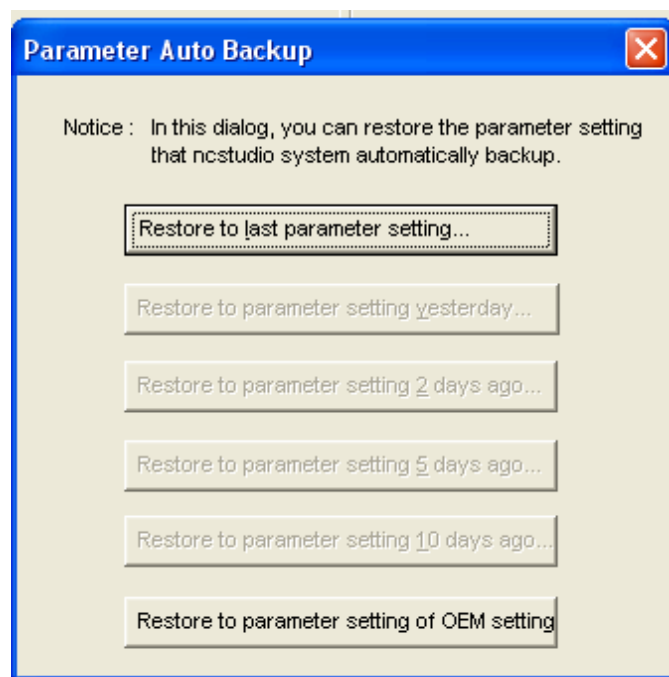 Parameter Auto Backup
Notice : In this dialog, you can restore the parameter setting
that ncstudio system automatically backup.
Restore to last parameter setting...
Restore to parameter setting yesterday...
Restore to parameter setting 2 days ago...
Restore to parameter setting 5 days ago...
Restore to parameter setting 10 days ago...
Restore to parameter setting of OEM setting